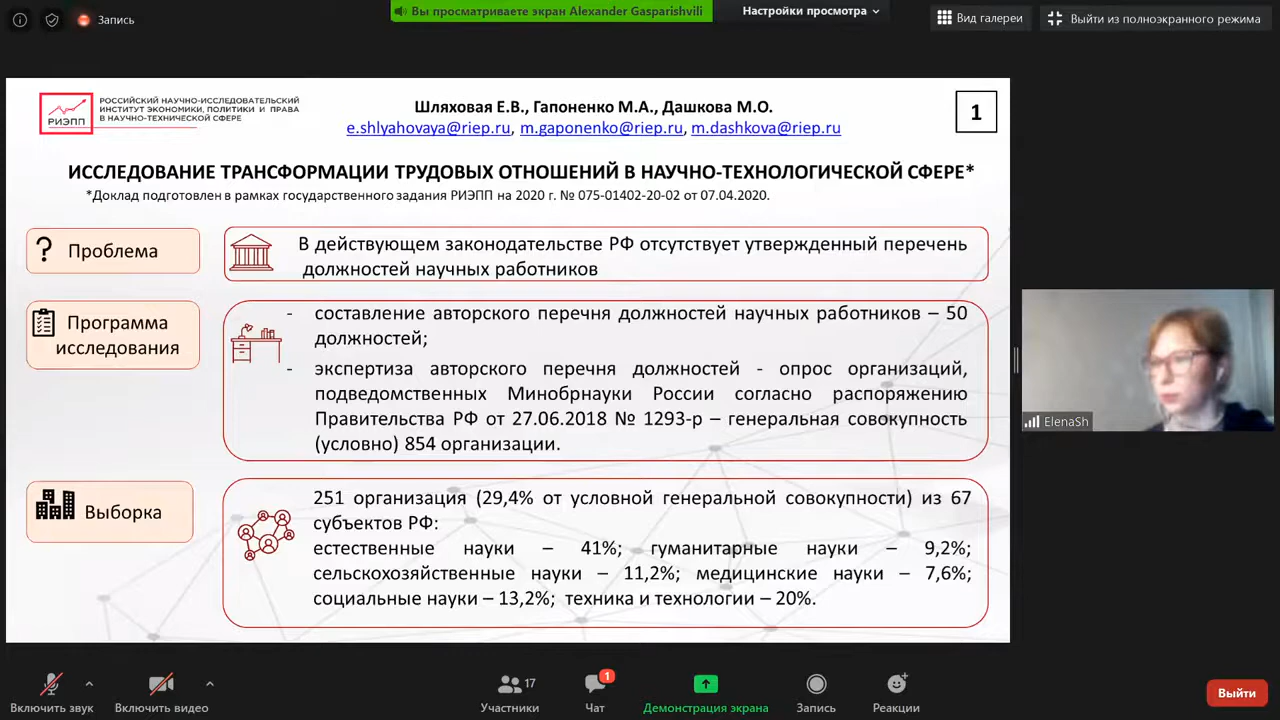 Запись
Вы просматриваете экран Alexander Gasparishvili
Настройки просмотра
Вид галереи
Выйти из полноэкранного режима
РИЭПП
РОССИЙСКИЙ НАУЧНО-ИССЛЕДОВАТЕЛЬСКИЙ
ИНСТИТУТ ЭКОНОМИКИ, ПОЛИТИКИ И ПРАВА
В НАУЧНО-ТЕХНИЧЕСКОЙ СФЕРЕ
Шляховая Е.В., Гапоненко М.А., Дашкова М.О.
e.shlyahovaya@riep.ru, m.gaponenko@riep.ru, m.dashkova@riep.ru
1
ИССЛЕДОВАНИЕ ТРАНСФОРМАЦИИ ТРУДОВЫХ ОТНОШЕНИЙ В НАУЧНО-ТЕХНОЛОГИЧЕСКОЙ СФЕРЕ*
*Доклад подготовлен в рамках государственного задания РИЭПП на 2020 г. № 075-01402-20-02 от 07.04.2020.
? Проблема
В действующем законодательстве РФ отсутствует утвержденный перечень
должностей научных работников
Программа
исследования
- составление авторского перечня должностей научных работников – 50
должностей;
- экспертиза авторского перечня должностей - опрос организаций,
подведомственных Минобрнауки России согласно распоряжению
Правительства РФ от 27.06.2018 № 1293-р – генеральная совокупность
(условно) 854 организации.
Выборка
251 организация (29,4% от условной генеральной совокупности) из 67
субъектов РФ:
естественные науки – 41%; гуманитарные науки – 9,2%;
сельскохозяйственные науки – 11,2%; медицинские науки – 7,6%;
социальные науки – 13,2%; техника и технологии – 20%.
ElenaSh
Включить звук
Включить видео
17
Участники
1
Чат
Демонстрация экрана
Запись
Реакции
Выйти